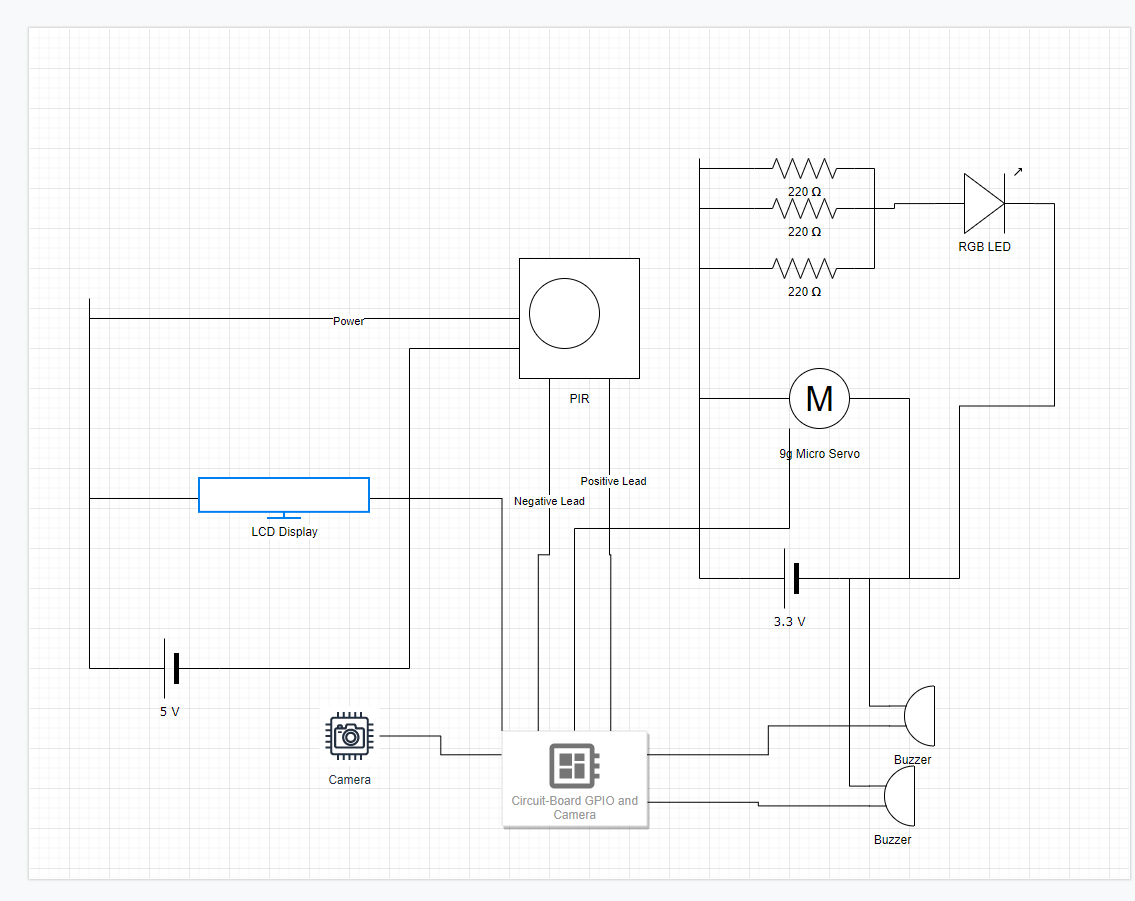 220 Ω
220 Ω
RGB LED
220 Ω
Power
M
PIR
9g Micro Servo
Positive Lead
Negative Lead
LCD Display
3.3 V
5 V
Camera
Circuit-Board GPIO and
Camera
Buzzer
Buzzer